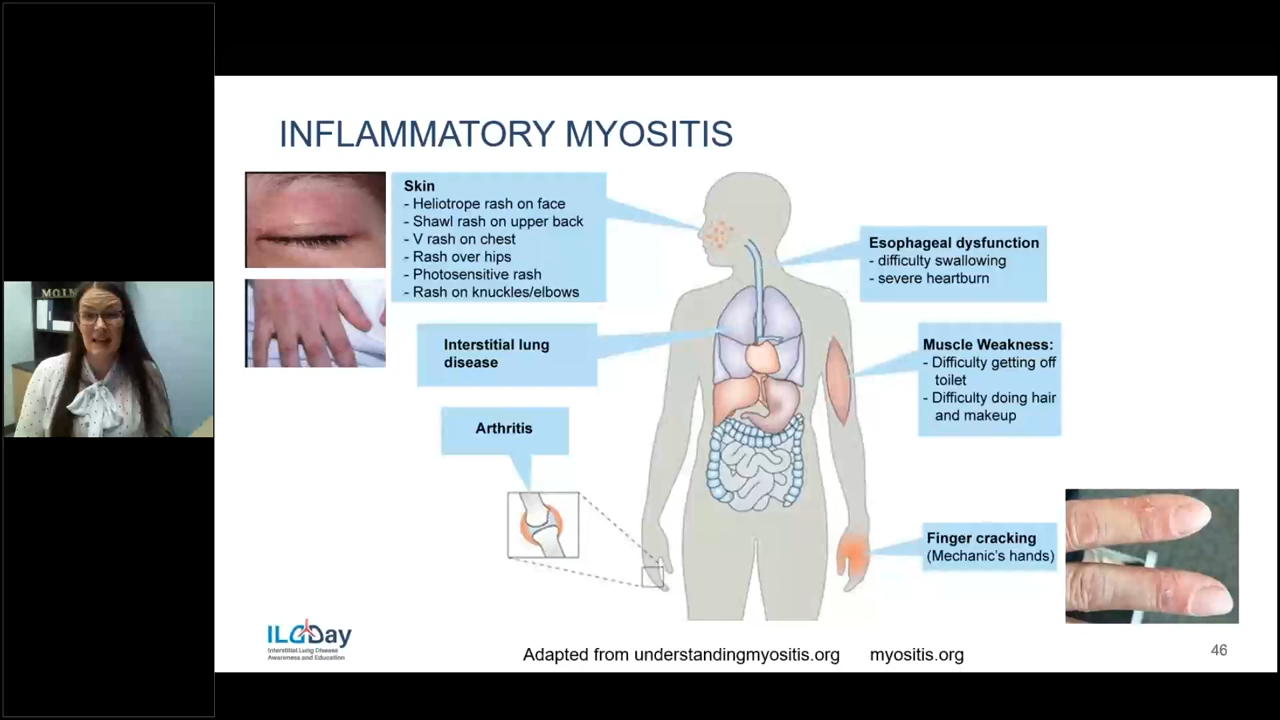 INFLAMMATORY MYOSITIS
Skin
- Heliotrope rash on face
- Shawl rash on upper back
- V rash on chest
- Rash over hips
- Photosensitive rash
- Rash on knuckles/elbows
Esophageal dysfunction
- difficulty swallowing
- severe heartburn
Interstitial lung
disease
Muscle Weakness:
- Difficulty getting off
toilet
- Difficulty doing hair
and makeup
Arthritis
Finger cracking
(Mechanic's hands)
ILDDay
Interstitial Lung Disease
Awareness and Education
Adapted from understandingmyositis.org myositis.org
46